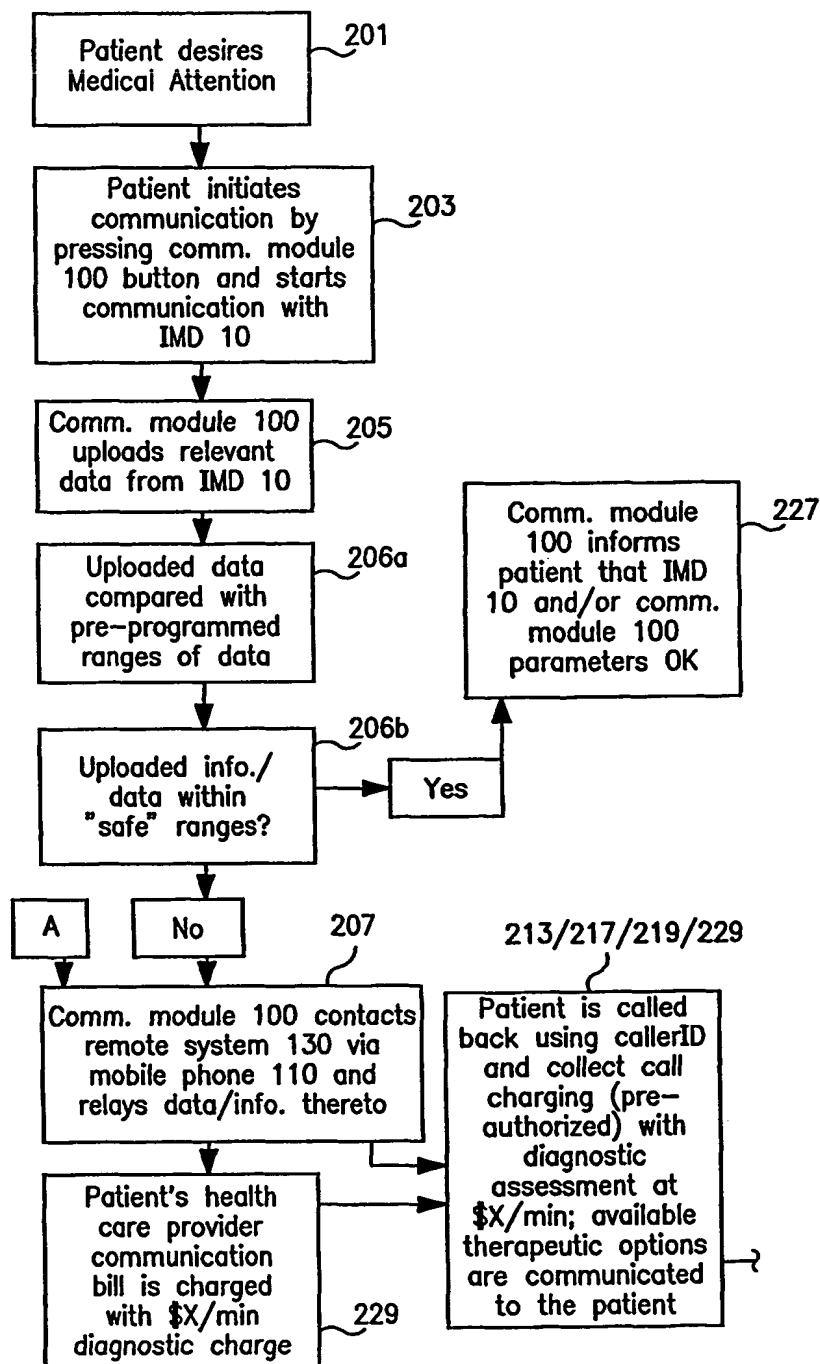 Patient desires
Medical Attention
201
Patient initiates
communication by
pressing comm. module
100 button and starts
communication with
IMD 10
203
Comm. module 100
uploads relevant
data from IMD 10
205
Uploaded data
compared with
pre-programmed
ranges of data
206a
Comm. module
100 informs
patient that IMD
10 and/or comm.
module 100
parameters OK
227
Uploaded info./
data within
"safe" ranges?
206b
Yes
A
No
207
Comm. module 100 contacts
remote system 130 via
mobile phone 110 and
relays data/info. thereto
213/217/219/229
Patient is called
back using callerID
and collect call
charging (pre-
authorized) with
diagnostic
assessment at
$X/min; available
therapeutic options
are communicated
to the patient
Patient's health
care provider
communication
bill is charged
with $X/min
diagnostic charge
229